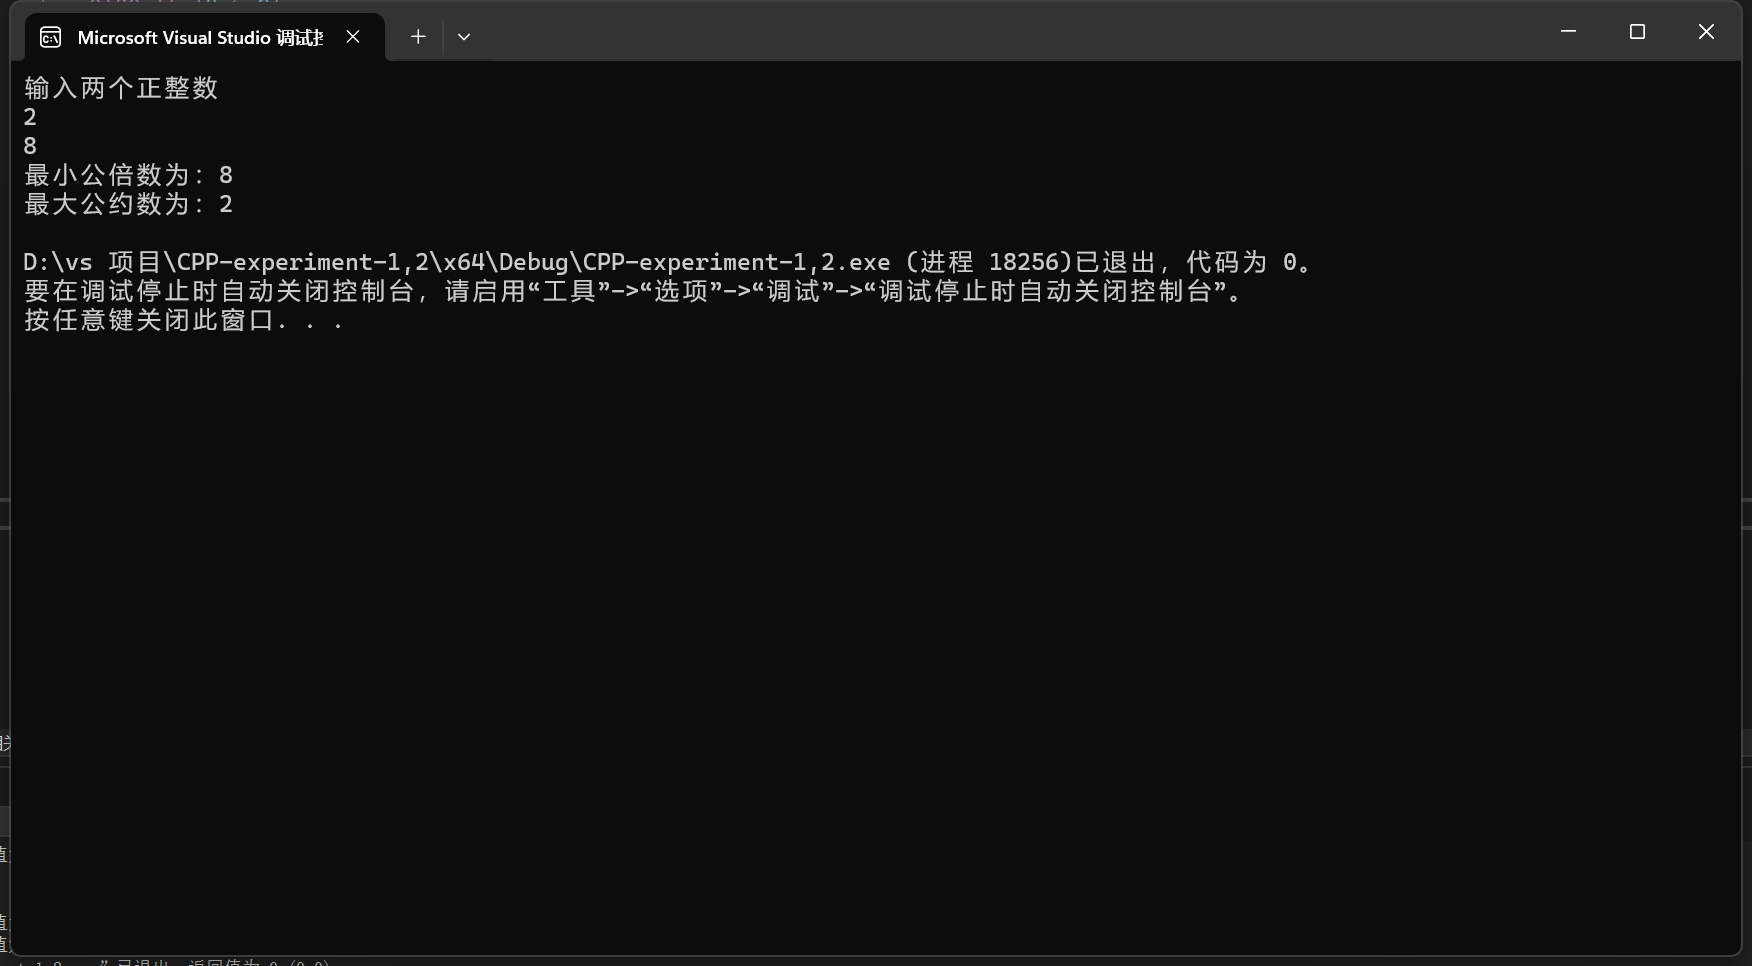 Microsoft Visual Studio 调试
输入两个正整数
2
8
最小公倍数为：8
最大公约数为：2
D:\vs 项目\CPP-experiment-1,2\x64\Debug\CPP-experiment-1,2.exe (进程 18256)已退出，代码为 0。
要在调试停止时自动关闭控制台，请启用“工具”->“选项”->“调试”->“调试停止时自动关闭控制台”。
按任意键关闭此窗口. . .